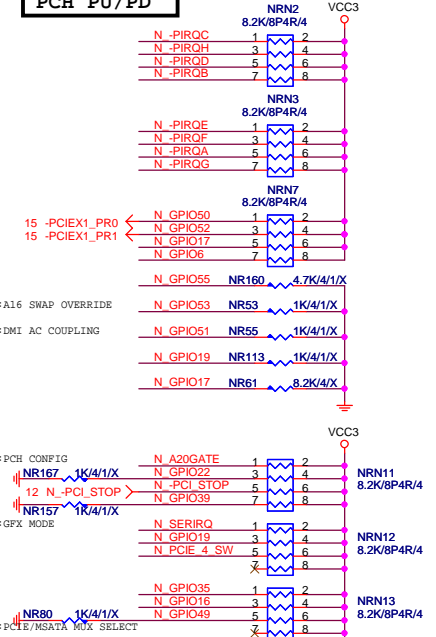 PCH PU/PD
VCC3
NRN2
8.2K/8P4R/4
N_-PIRQC 1 2
N_-PIRQH 3 4
N_-PIRQD 5 6
N_-PIRQB 7 8
NRN3
8.2K/8P4R/4
N_-PIRQE 1 2
N_-PIRQF 3 4
N_-PIRQA 5 6
N_-PIRQG 7 8
NRN7
8.2K/8P4R/4
15 -PCIEX1_PR0 N_GPIO50 1 2
15 -PCIEX1_PR1 N_GPIO52 3 4
N_GPIO17 5 6
N_GPIO6 7 8
N_GPIO55 NR160 4.7K/4/1/X
:A16 SWAP OVERRIDE N_GPIO53 NR53 1K/4/1/X
:DMI AC COUPLING N_GPIO51 NR55 1K/4/1/X
N_GPIO19 NR113 1K/4/1/X
N_GPIO17 NR61 8.2K/4/X
VCC3
:PCH CONFIG N_A20GATE 1 2
NR167 1K/4/1/X N_GPIO22 3 4 NRN11
12 N_-PCI_STOP N_-PCI_STOP 5 6 8.2K/8P4R/4
NR157 1K/4/1/X N_GPIO39 7 8
:GFX MODE N_SERIRQ 1 2
N_GPIO19 3 4 NRN12
N_PCIE_4_SW 5 6 8.2K/8P4R/4
7 8
N_GPIO35 1 2
N_GPIO16 3 4 NRN13
NR80 1K/4/1/X N_GPIO49 5 6 8.2K/8P4R/4
:PCIE/MSATA MUX SELECT 7 8